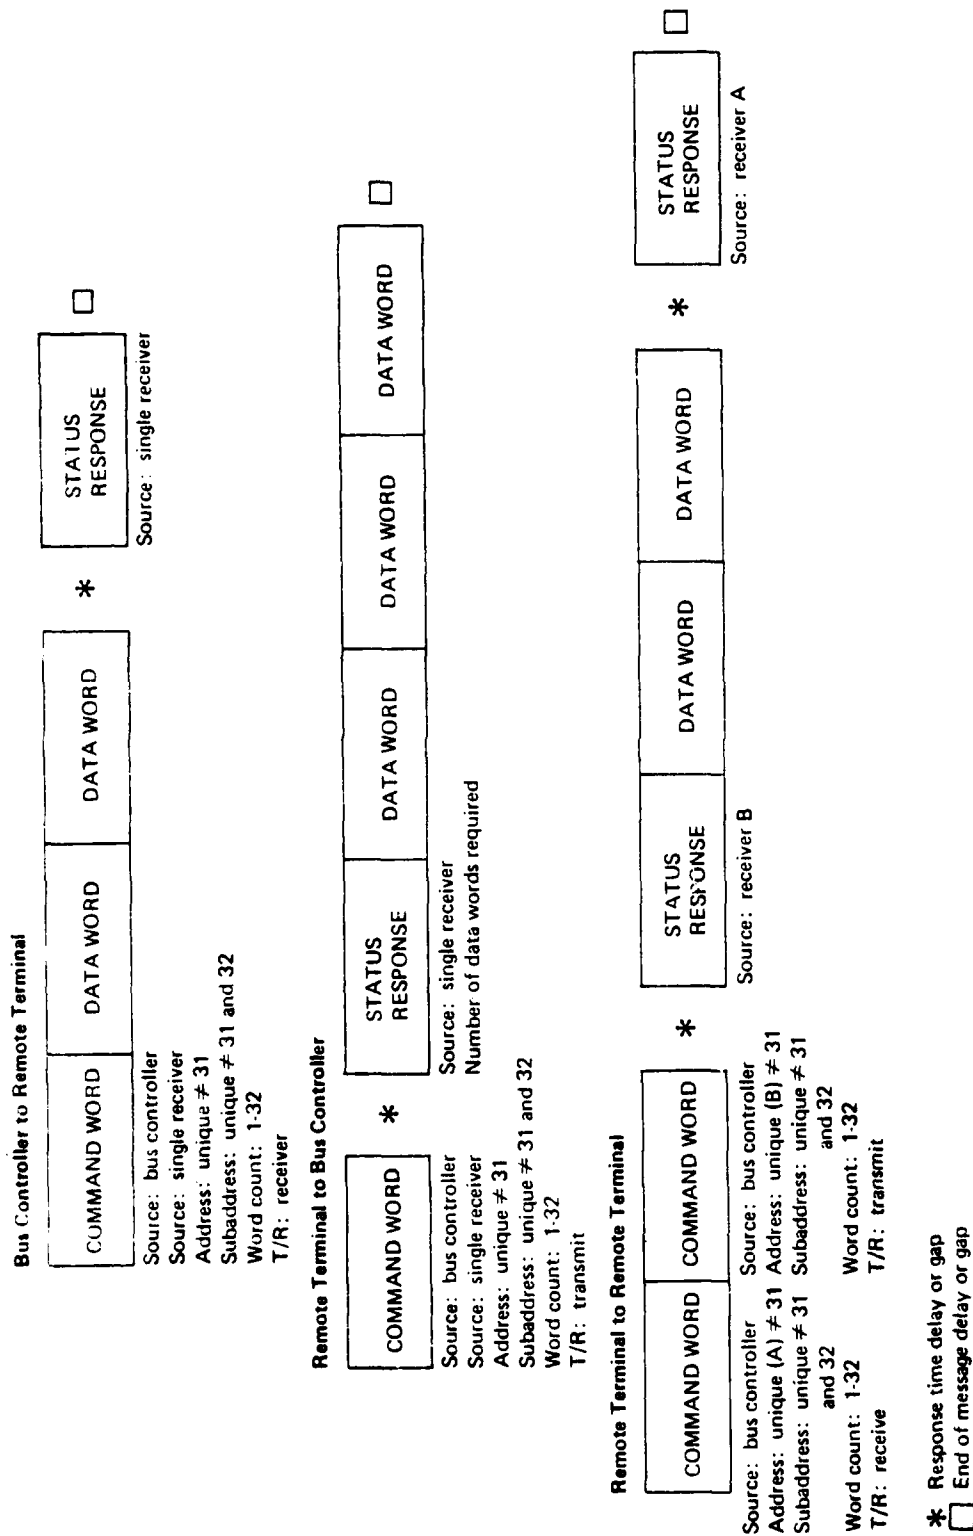 Bus Controller to Remote Terminal
COMMAND WORD
DATA WORD
DATA WORD
*
STATUS
RESPONSE
Source: bus controller
Source: single receiver
Address: unique ≠ 31
Subaddress: unique ≠ 31 and 32
Word count: 1-32
T/R: receiver
Source: single receiver
Remote Terminal to Bus Controller
COMMAND WORD
*
STATUS
RESPONSE
DATA WORD
DATA WORD
DATA WORD
Source: bus controller
Source: single receiver
Address: unique ≠ 31
Subaddress: unique ≠ 31 and 32
Word count: 1-32
T/R: transmit
Source: single receiver
Number of data words required
Remote Terminal to Remote Terminal
COMMAND WORD
COMMAND WORD
*
STATUS
RESPONSE
DATA WORD
DATA WORD
*
STATUS
RESPONSE
Source: bus controller
Address: unique (A) ≠ 31
Subaddress: unique ≠ 31
and 32
Word count: 1-32
T/R: receive
Source: bus controller
Address: unique (B) ≠ 31
Subaddress: unique ≠ 31
and 32
Word count: 1-32
T/R: transmit
Source: receiver B
Source: receiver A
* Response time delay or gap
□ End of message delay or gap